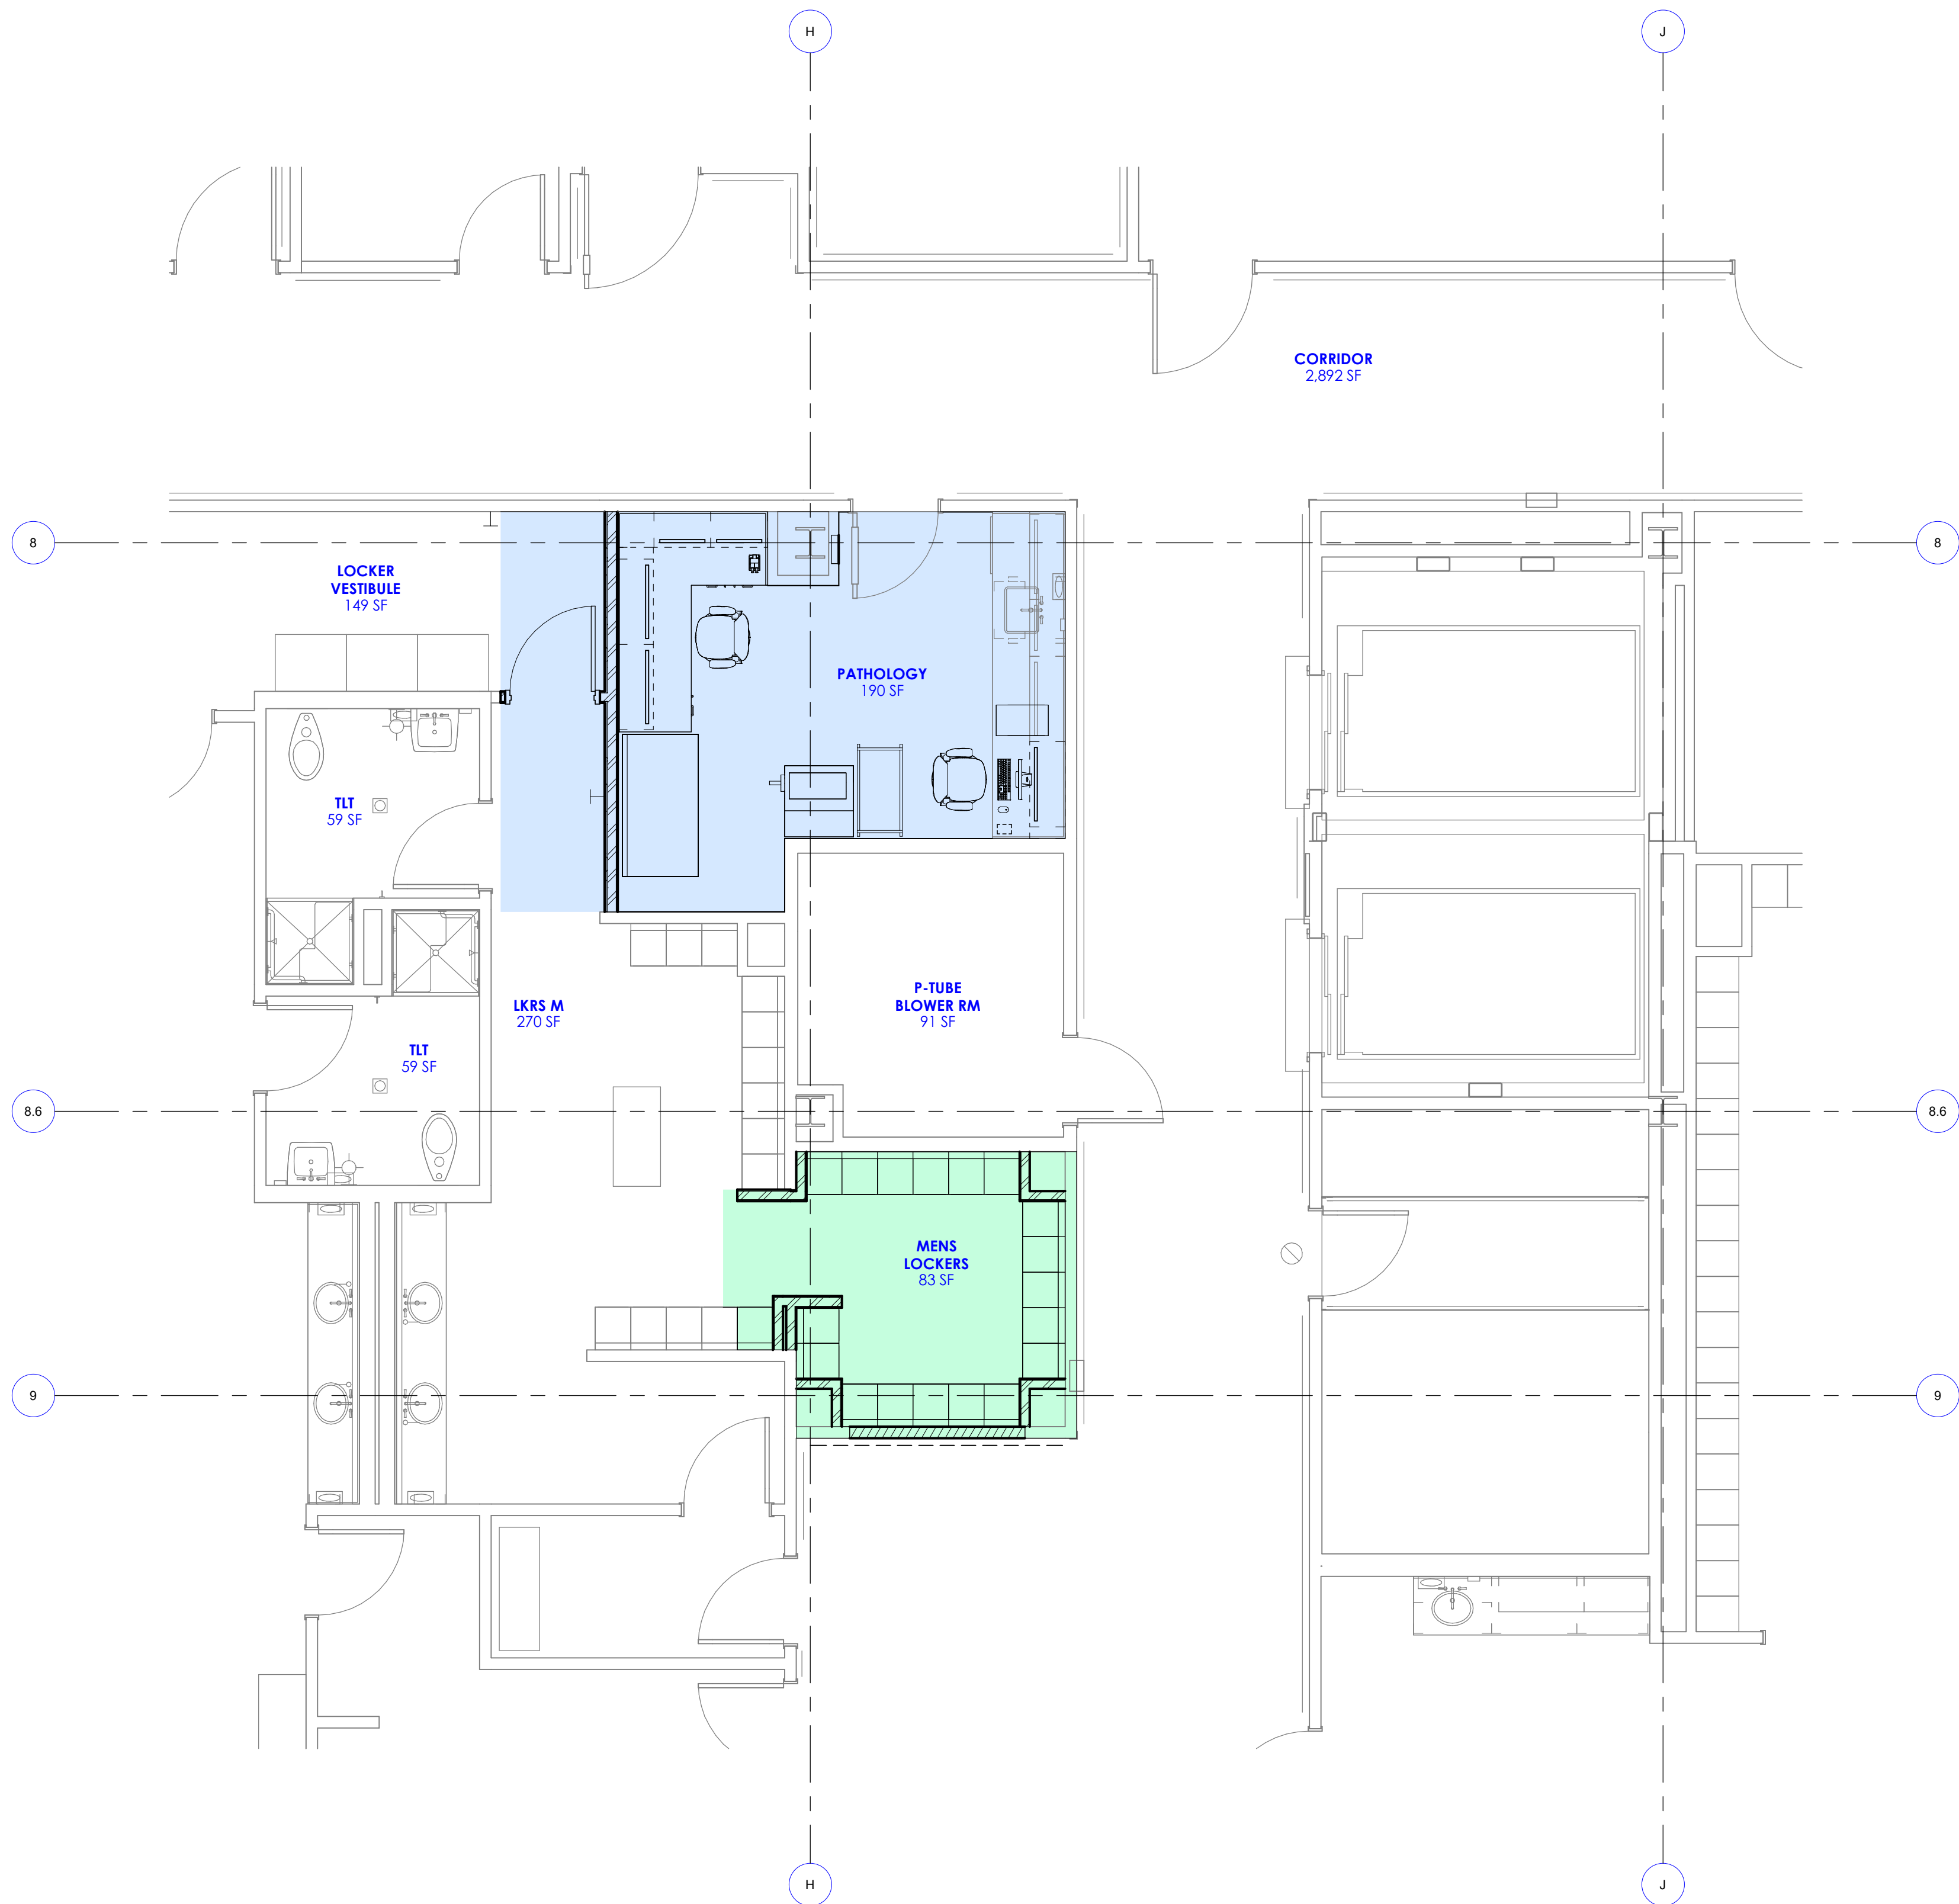 H
J
CORRIDOR
2,892 SF
8
8
LOCKER
VESTIBULE
149 SF
PATHOLOGY
190 SF
TLT
59 SF
P-TUBE
BLOWER RM
91 SF
LKRS M
270 SF
TLT
59 SF
8.6
8.6
MENS
LOCKERS
83 SF
9
9
H
J